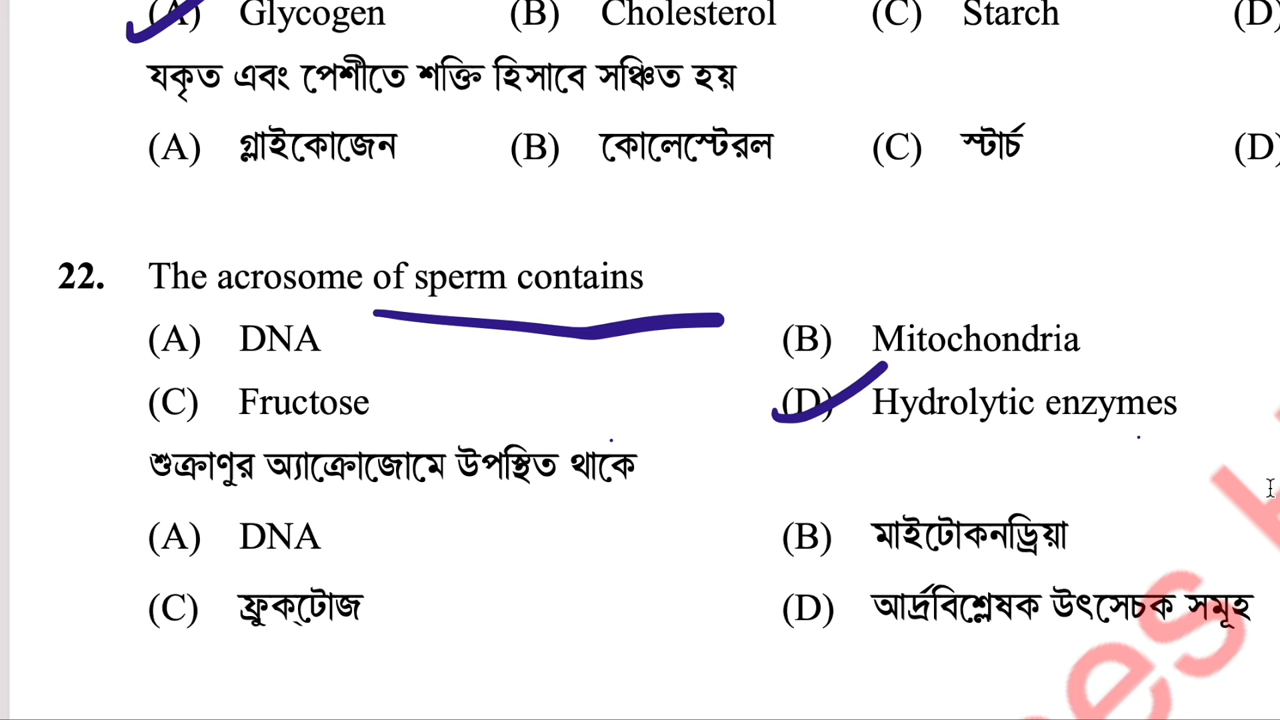 (A) Glycogen (B) Cholesterol (C) Starch (D)
যকৃত এবং পেশীতে শক্তি হিসাবে সঞ্চিত হয়
(A) গ্লাইকোজেন (B) কোলেস্টেরল (C) স্টার্চ (D)
22. The acrosome of sperm contains
(A) DNA (B) Mitochondria
(C) Fructose (D) Hydrolytic enzymes
শুক্রাণুর অ্যাক্রোজোমে উপস্থিত থাকে
(A) DNA (B) মাইটোকনড্রিয়া
(C) ফ্রুক্‌টোজ (D) আর্দ্রবিশ্লেষক উৎসেচক সমূহ